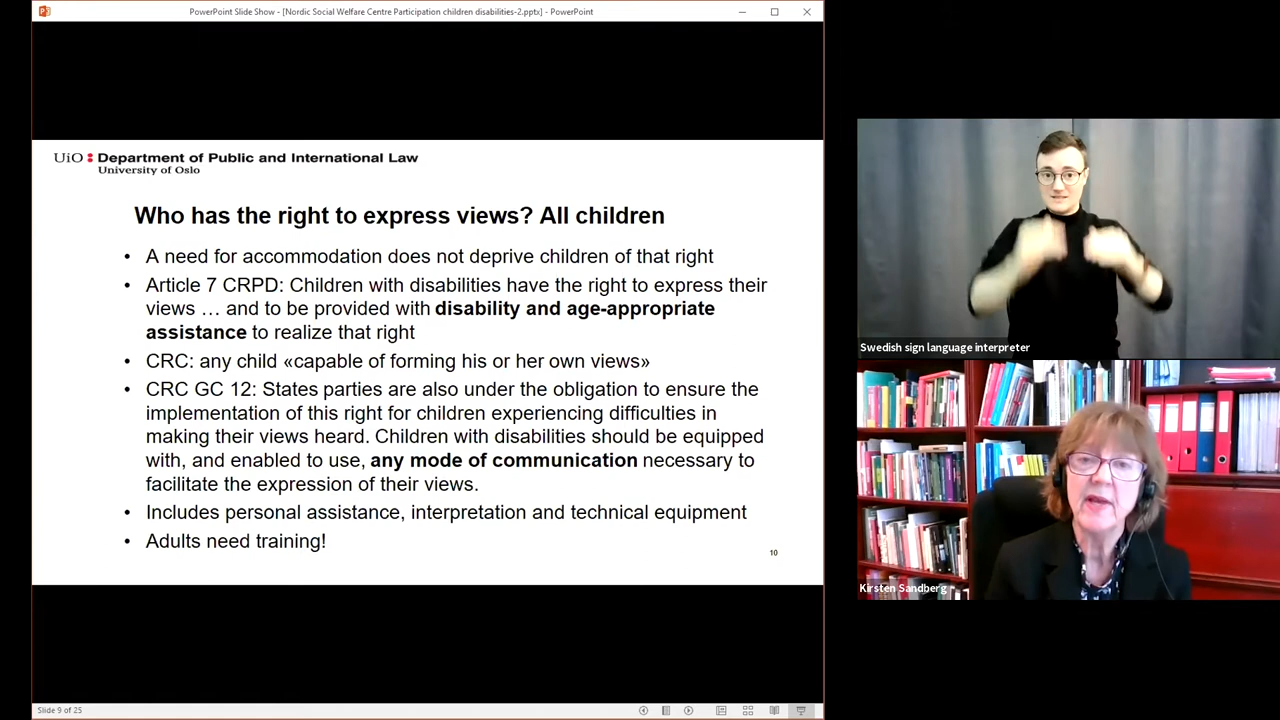 PowerPoint Slide Show - [Nordic Social Welfare Centre Participation children disabilities-2.pptx] - PowerPoint
UiO Department of Public and International Law
University of Oslo
Who has the right to express views? All children
• A need for accommodation does not deprive children of that right
• Article 7 CRPD: Children with disabilities have the right to express their
views … and to be provided with disability and age-appropriate
assistance to realize that right
• CRC: any child «capable of forming his or her own views»
• CRC GC 12: States parties are also under the obligation to ensure the
implementation of this right for children experiencing difficulties in
making their views heard. Children with disabilities should be equipped
with, and enabled to use, any mode of communication necessary to
facilitate the expression of their views.
• Includes personal assistance, interpretation and technical equipment
• Adults need training!
10
Slide 9 of 25
Swedish sign language interpreter
Kirsten Sandberg